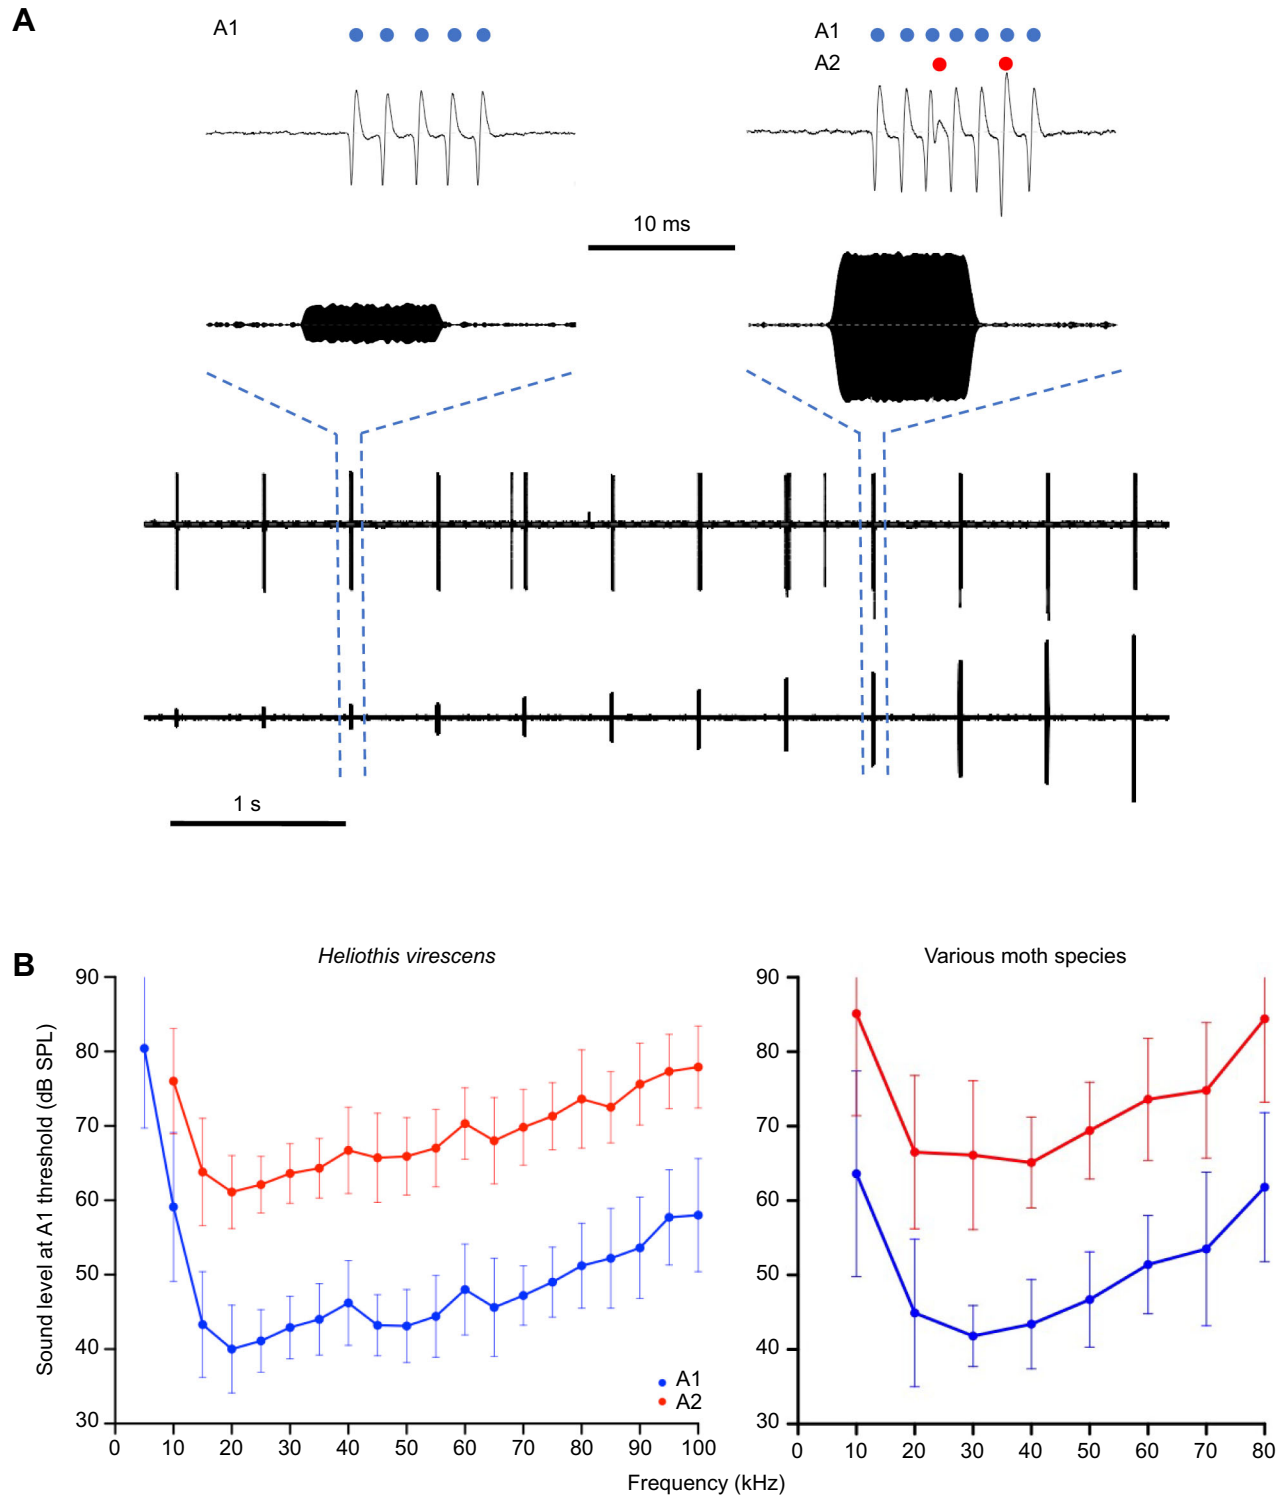 A
A1
A1
A2
10 ms
1 s
B
Heliothis virescens
Various moth species
Sound level at A1 threshold (dB SPL)
90
80
70
60
50
40
30
0 10 20 30 40 50 60 70 80 90 100
A1
A2
90
80
70
60
50
40
30
0 10 20 30 40 50 60 70 80
Frequency (kHz)